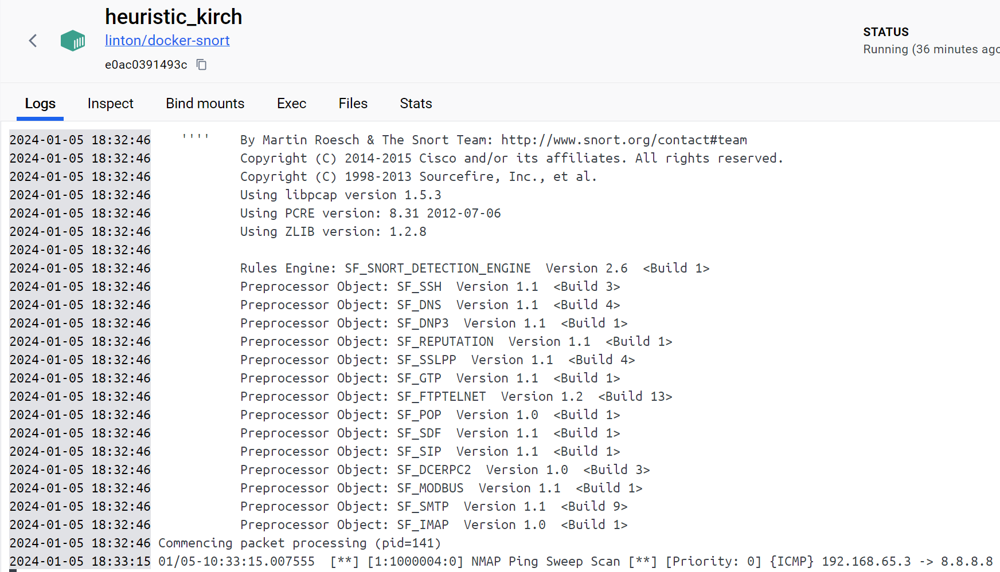 heuristic_kirch
linton/docker-snort
e0ac0391493c
STATUS
Running (36 minutes ago
Logs Inspect Bind mounts Exec Files Stats
2024-01-05 18:32:46    ''''    By Martin Roesch & The Snort Team: http://www.snort.org/contact#team
2024-01-05 18:32:46            Copyright (C) 2014-2015 Cisco and/or its affiliates. All rights reserved.
2024-01-05 18:32:46            Copyright (C) 1998-2013 Sourcefire, Inc., et al.
2024-01-05 18:32:46            Using libpcap version 1.5.3
2024-01-05 18:32:46            Using PCRE version: 8.31 2012-07-06
2024-01-05 18:32:46            Using ZLIB version: 1.2.8
2024-01-05 18:32:46
2024-01-05 18:32:46            Rules Engine: SF_SNORT_DETECTION_ENGINE  Version 2.6  <Build 1>
2024-01-05 18:32:46            Preprocessor Object: SF_SSH  Version 1.1  <Build 3>
2024-01-05 18:32:46            Preprocessor Object: SF_DNS  Version 1.1  <Build 4>
2024-01-05 18:32:46            Preprocessor Object: SF_DNP3  Version 1.1  <Build 1>
2024-01-05 18:32:46            Preprocessor Object: SF_REPUTATION  Version 1.1  <Build 1>
2024-01-05 18:32:46            Preprocessor Object: SF_SSLPP  Version 1.1  <Build 4>
2024-01-05 18:32:46            Preprocessor Object: SF_GTP  Version 1.1  <Build 1>
2024-01-05 18:32:46            Preprocessor Object: SF_FTPTELNET  Version 1.2  <Build 13>
2024-01-05 18:32:46            Preprocessor Object: SF_POP  Version 1.0  <Build 1>
2024-01-05 18:32:46            Preprocessor Object: SF_SDF  Version 1.1  <Build 1>
2024-01-05 18:32:46            Preprocessor Object: SF_SIP  Version 1.1  <Build 1>
2024-01-05 18:32:46            Preprocessor Object: SF_DCERPC2  Version 1.0  <Build 3>
2024-01-05 18:32:46            Preprocessor Object: SF_MODBUS  Version 1.1  <Build 1>
2024-01-05 18:32:46            Preprocessor Object: SF_SMTP  Version 1.1  <Build 9>
2024-01-05 18:32:46            Preprocessor Object: SF_IMAP  Version 1.0  <Build 1>
2024-01-05 18:32:46 Commencing packet processing (pid=141)
2024-01-05 18:33:15 01/05-10:33:15.007555  [**] [1:1000004:0] NMAP Ping Sweep Scan [**] [Priority: 0] {ICMP} 192.168.65.3 -> 8.8.8.8